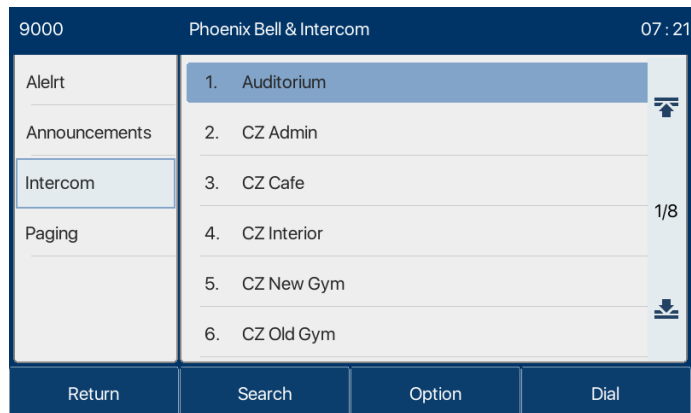 9000 Phoenix Bell & Interco m 07 : 21
Alelrt
Announcements
Intercom
Paging
1. Auditorium
2. CZ Admin
3. CZ Cafe
4. CZ Interior
5. CZ New Gym
6. CZ Old Gym
1/8
Return Search Option Dial